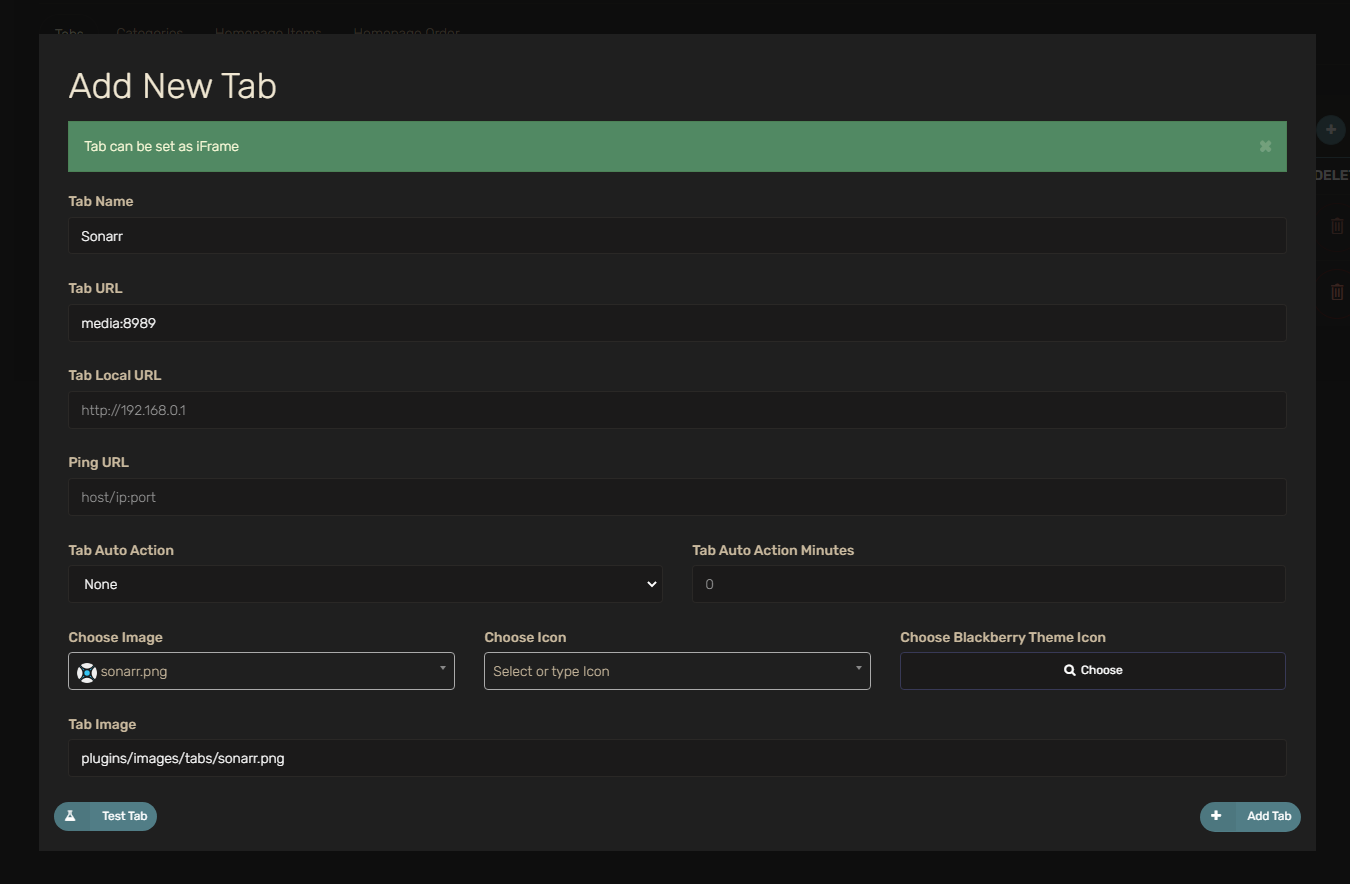 Tabs Categories Homepage Items Homepage Order
Add New Tab
Tab can be set as iFrame
DELE
Tab Name
Sonarr
Tab URL
media:8989
Tab Local URL
http://192.168.0.1
Ping URL
host/ip:port
Tab Auto Action Tab Auto Action Minutes
None 0
Choose Image Choose Icon Choose Blackberry Theme Icon
sonarr.png Select or type Icon Choose
Tab Image
plugins/images/tabs/sonarr.png
Test Tab Add Tab